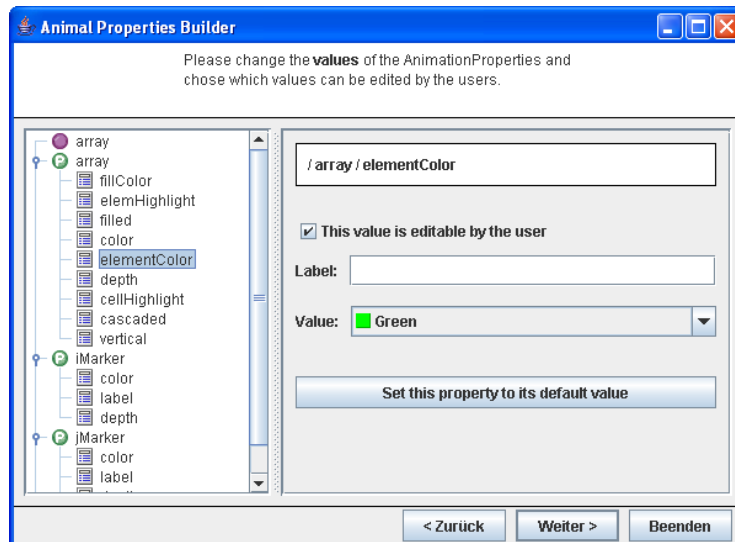 Animal Properties Builder
Please change the values of the AnimationProperties and
chose which values can be edited by the users.
array
array
fillColor
elemHighlight
filled
color
elementColor
depth
cellHighlight
cascaded
vertical
iMarker
color
label
depth
jMarker
color
label
/ array / elementColor
This value is editable by the user
Label:
Value: Green
Set this property to its default value
< Zurück Weiter > Beenden